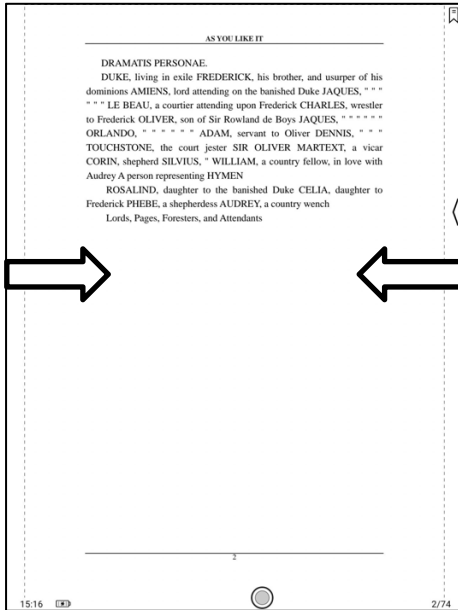 AS YOU LIKE IT
DRAMATIS PERSONAE.
DUKE, living in exile FREDERICK, his brother, and usurper of his
dominions AMIENS, lord attending on the banished Duke JAQUES, " " "
" " " LE BEAU, a courtier attending upon Frederick CHARLES, wrestler
to Frederick OLIVER, son of Sir Rowland de Boys JAQUES, " " " " " "
ORLANDO, " " " " " " ADAM, servant to Oliver DENNIS, " " "
TOUCHSTONE, the court jester SIR OLIVER MARTEXT, a vicar
CORIN, shepherd SILVIUS, " WILLIAM, a country fellow, in love with
Audrey A person representing HYMEN
ROSALIND, daughter to the banished Duke CELIA, daughter to
Frederick PHEBE, a shepherdess AUDREY, a country wench
Lords, Pages, Foresters, and Attendants
2
15:16 2/74